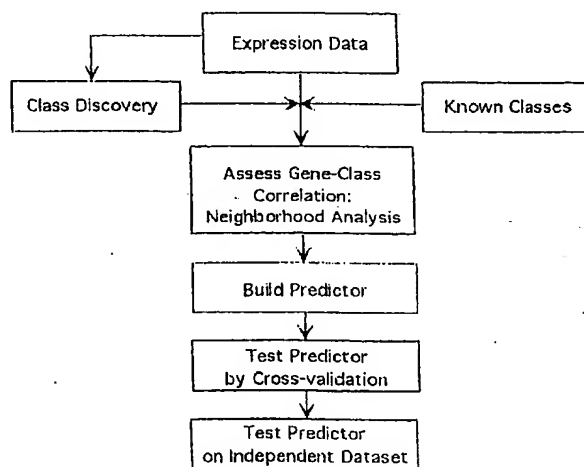 Expression Data
Class Discovery
Known Classes
Assess Gene-Class
Correlation:
Neighborhood Analysis
Build Predictor
Test Predictor
by Cross-validation
Test Predictor
on Independent Dataset